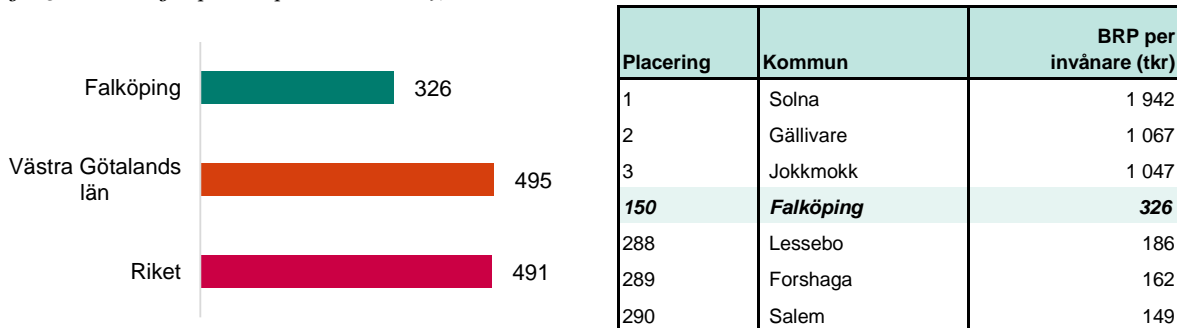 Falköping 326
Västra Götalands
län 495
Riket 491
Placering Kommun BRP per
invånare (tkr)
1 Solna 1 942
2 Gällivare 1 067
3 Jokkmokk 1 047
150 Falköping 326
288 Lessebo 186
289 Forshaga 162
290 Salem 149